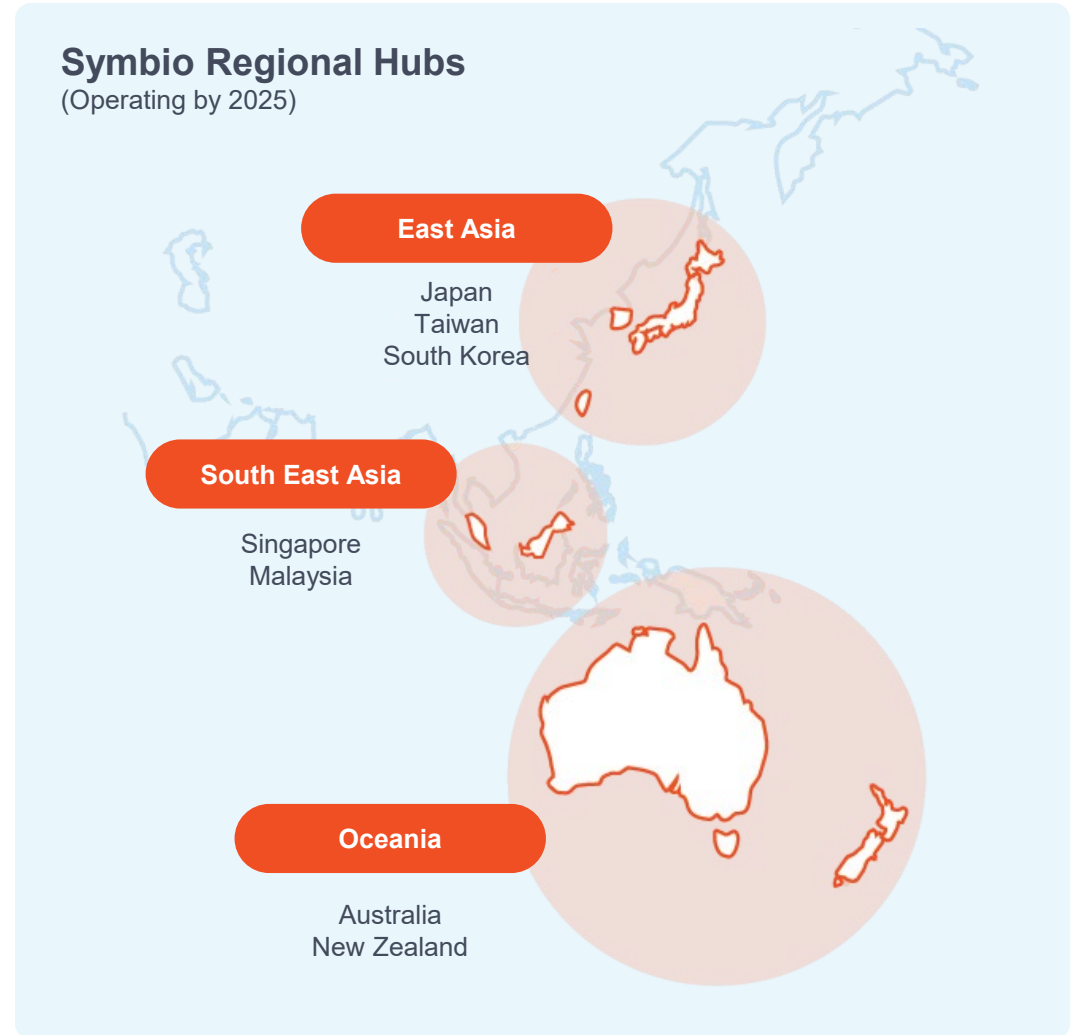 Symbio Regional Hubs
(Operating by 2025)
East Asia
Japan
Taiwan
South Korea
South East Asia
Singapore
Malaysia
Oceania
Australia
New Zealand